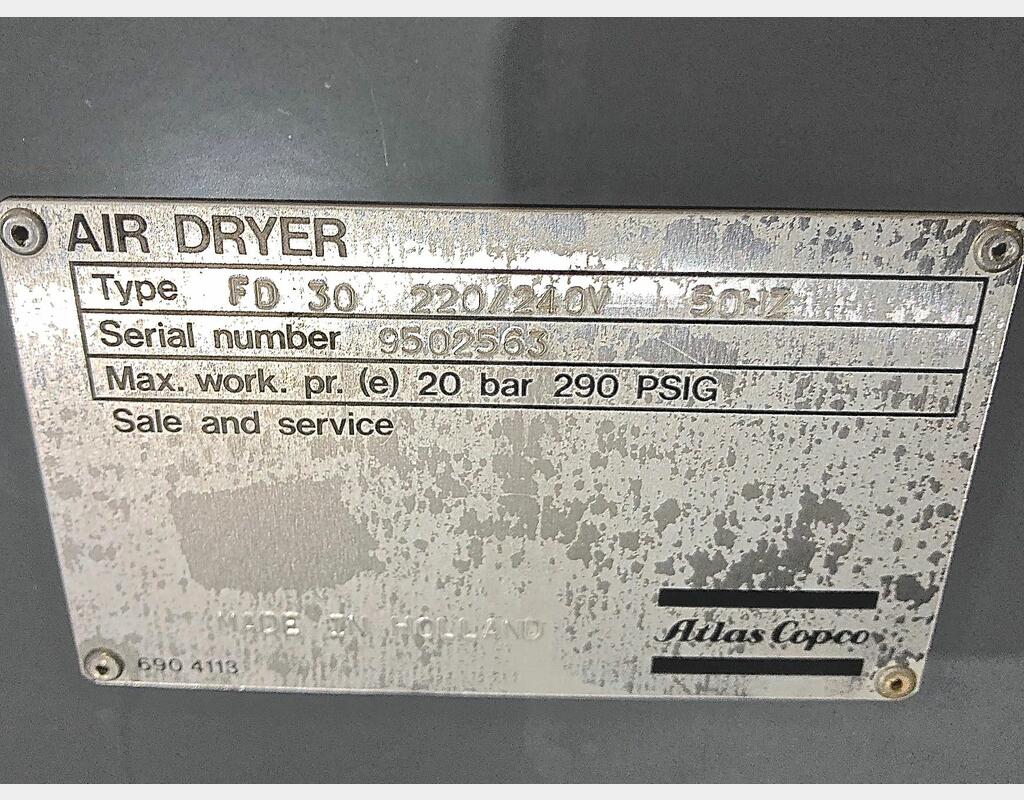 AIR DRYER
Type FD 30 220/240V 50HZ
Serial number 9502563
Max. work. pr. (e) 20 bar 290 PSIG
Sale and service
MADE IN HOLLAND
Atlas Copco
690 4113